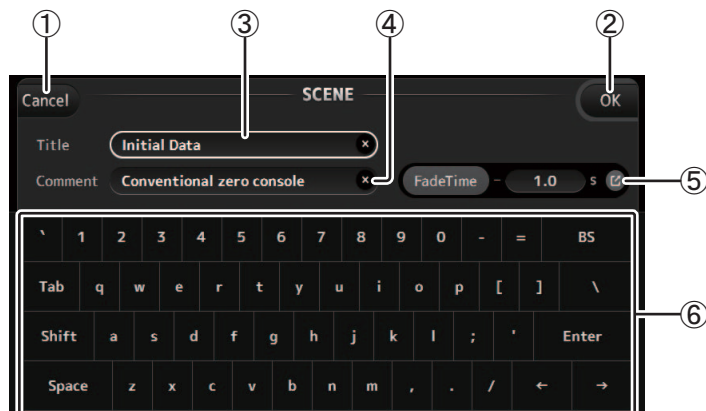 ① ③ ④ ②
Cancel SCENE OK
Title Initial Data ×
Comment Conventional zero console × FadeTime – 1.0 s ⑤
` 1 2 3 4 5 6 7 8 9 0 - = BS
Tab q w e r t y u i o p [ ] \
⑥
Shift a s d f g h j k l ; ' Enter
Space z x c v b n m , . / ← →